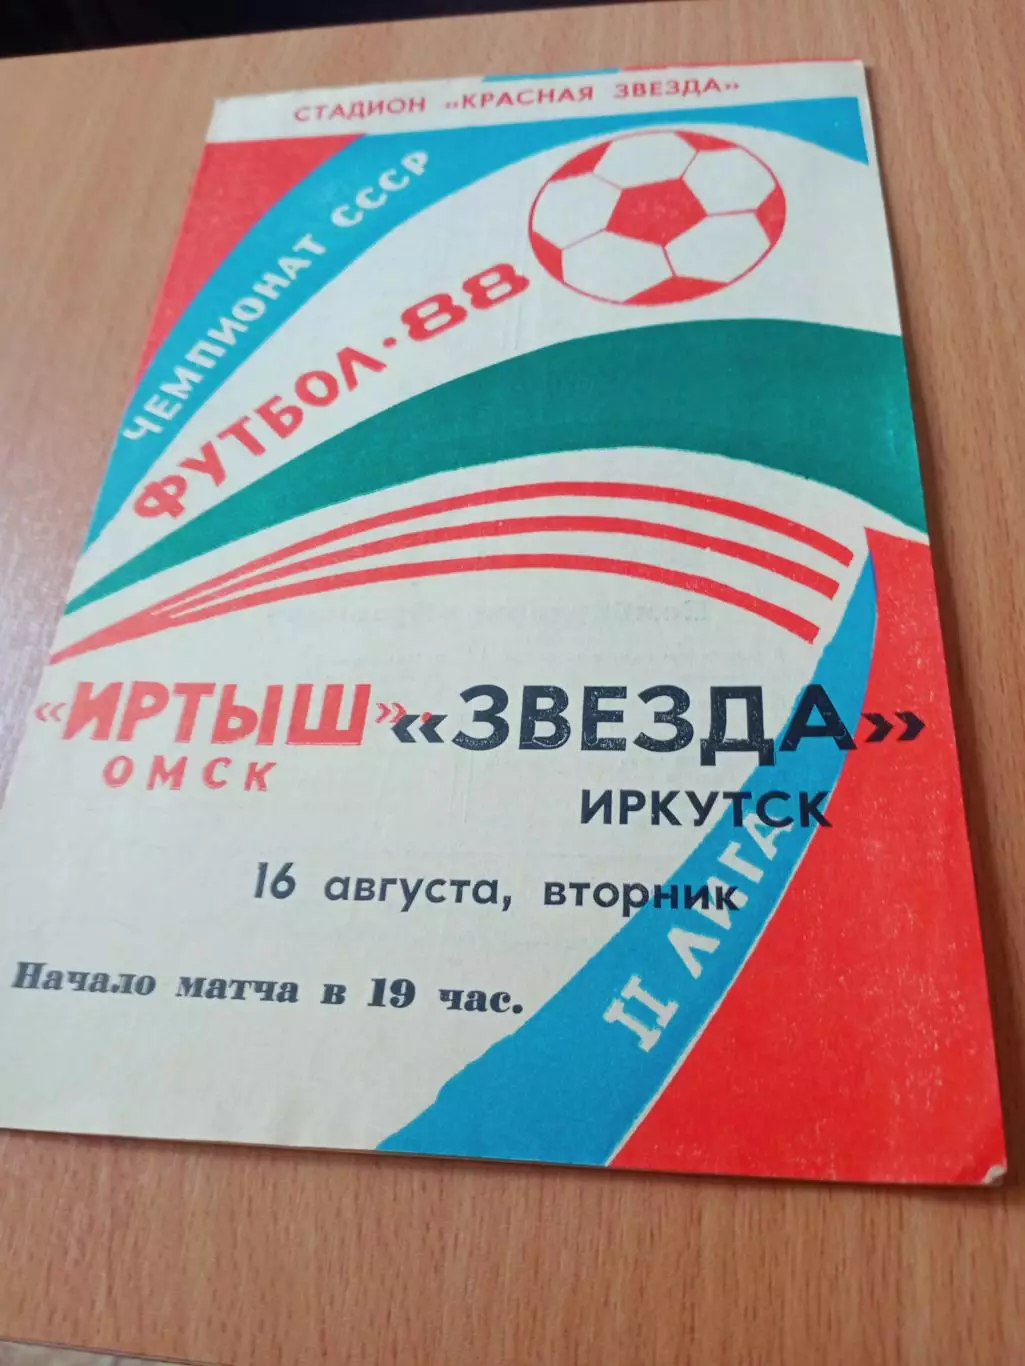 СТАДИОН «КРАСНАЯ ЗВЕЗДА»
ЧЕМПИОНАТ СССР
ФУТБОЛ·88
«ИРТЫШ»-«ЗВЕЗДА»
ОМСК
ИРКУТСК
16 августа, вторник
II ЛИГА
Начало матча в 19 час.